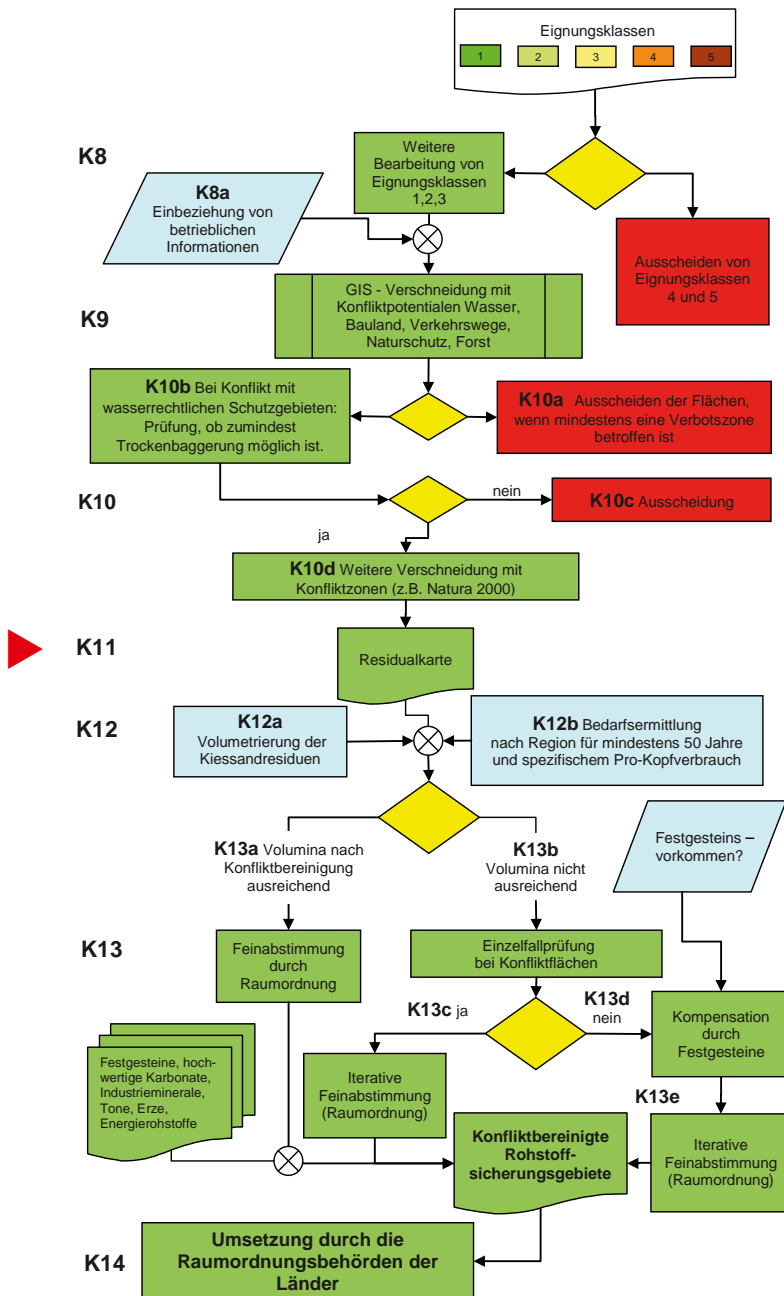 Eignungsklassen
1 2 3 4 5
K8
Weitere
Bearbeitung von
Eignungsklassen
1,2,3
K8a
Einbeziehung von
betrieblichen
Informationen
Ausscheiden von
Eignungsklassen
4 und 5
K9
GIS - Verschneidung mit
Konfliktpotentialen Wasser,
Bauland, Verkehrswege,
Naturschutz, Forst
K10b Bei Konflikt mit
wasserrechtlichen Schutzgebieten:
Prüfung, ob zumindest
Trockenbaggerung möglich ist.
K10a Ausscheiden der Flächen,
wenn mindestens eine Verbotszone
betroffen ist
K10
nein
K10c Ausscheidung
ja
K10d Weitere Verschneidung mit
Konfliktzonen (z.B. Natura 2000)
K11
Residualkarte
K12
K12a
Volumetrierung der
Kiessandresiduen
K12b Bedarfsermittlung
nach Region für mindestens 50 Jahre
und spezifischem Pro-Kopfverbrauch
K13a Volumina nach
Konfliktbereinigung
ausreichend
K13b
Volumina nicht
ausreichend
Festgesteins –
vorkommen?
K13
Feinabstimmung
durch
Raumordnung
Einzelfallprüfung
bei Konfliktflächen
K13c ja
K13d
nein
Kompensation
durch
Festgesteine
Festgesteine, hoch-
wertige Karbonate,
Industrieminerale,
Tone, Erze,
Energierohstoffe
Iterative
Feinabstimmung
(Raumordnung)
K13e
Konfliktbereinigte
Rohstoff-
sicherungsgebiete
Iterative
Feinabstimmung
(Raumordnung)
K14
Umsetzung durch die
Raumordnungsbehörden der
Länder